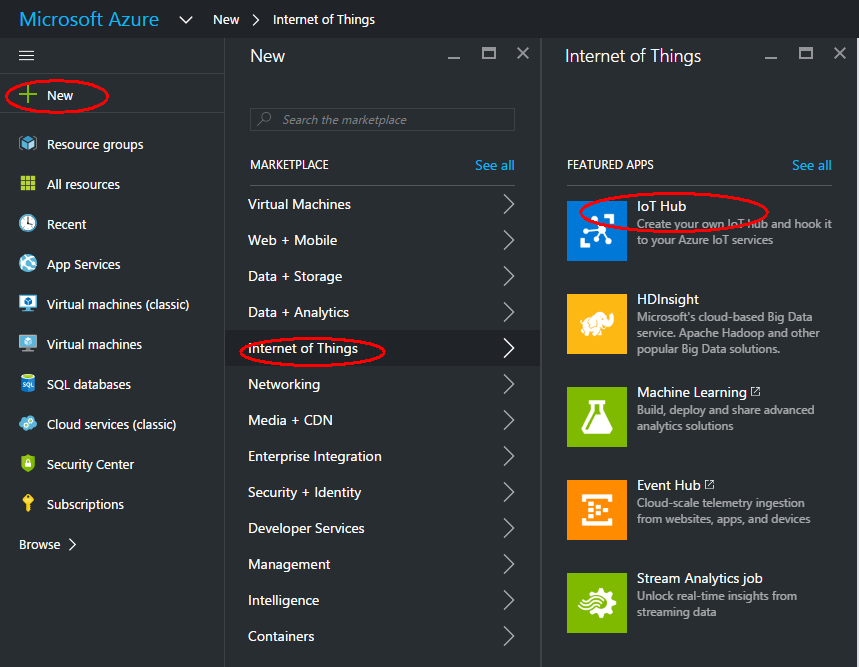 Microsoft Azure New > Internet of Things
New
Resource groups
All resources
Recent
App Services
Virtual machines (classic)
Virtual machines
SQL databases
Cloud services (classic)
Security Center
Subscriptions
Browse >
New
Search the marketplace
MARKETPLACE See all
Virtual Machines
Web + Mobile
Data + Storage
Data + Analytics
Internet of Things
Networking
Media + CDN
Enterprise Integration
Security + Identity
Developer Services
Management
Intelligence
Containers
Internet of Things
FEATURED APPS See all
IoT Hub
Create your own IoT hub and hook it
to your Azure IoT services
HDInsight
Microsoft's cloud-based Big Data
service. Apache Hadoop and other
popular Big Data solutions.
Machine Learning
Build, deploy and share advanced
analytics solutions
Event Hub
Cloud-scale telemetry ingestion
from websites, apps, and devices
Stream Analytics job
Unlock real-time insights from
streaming data